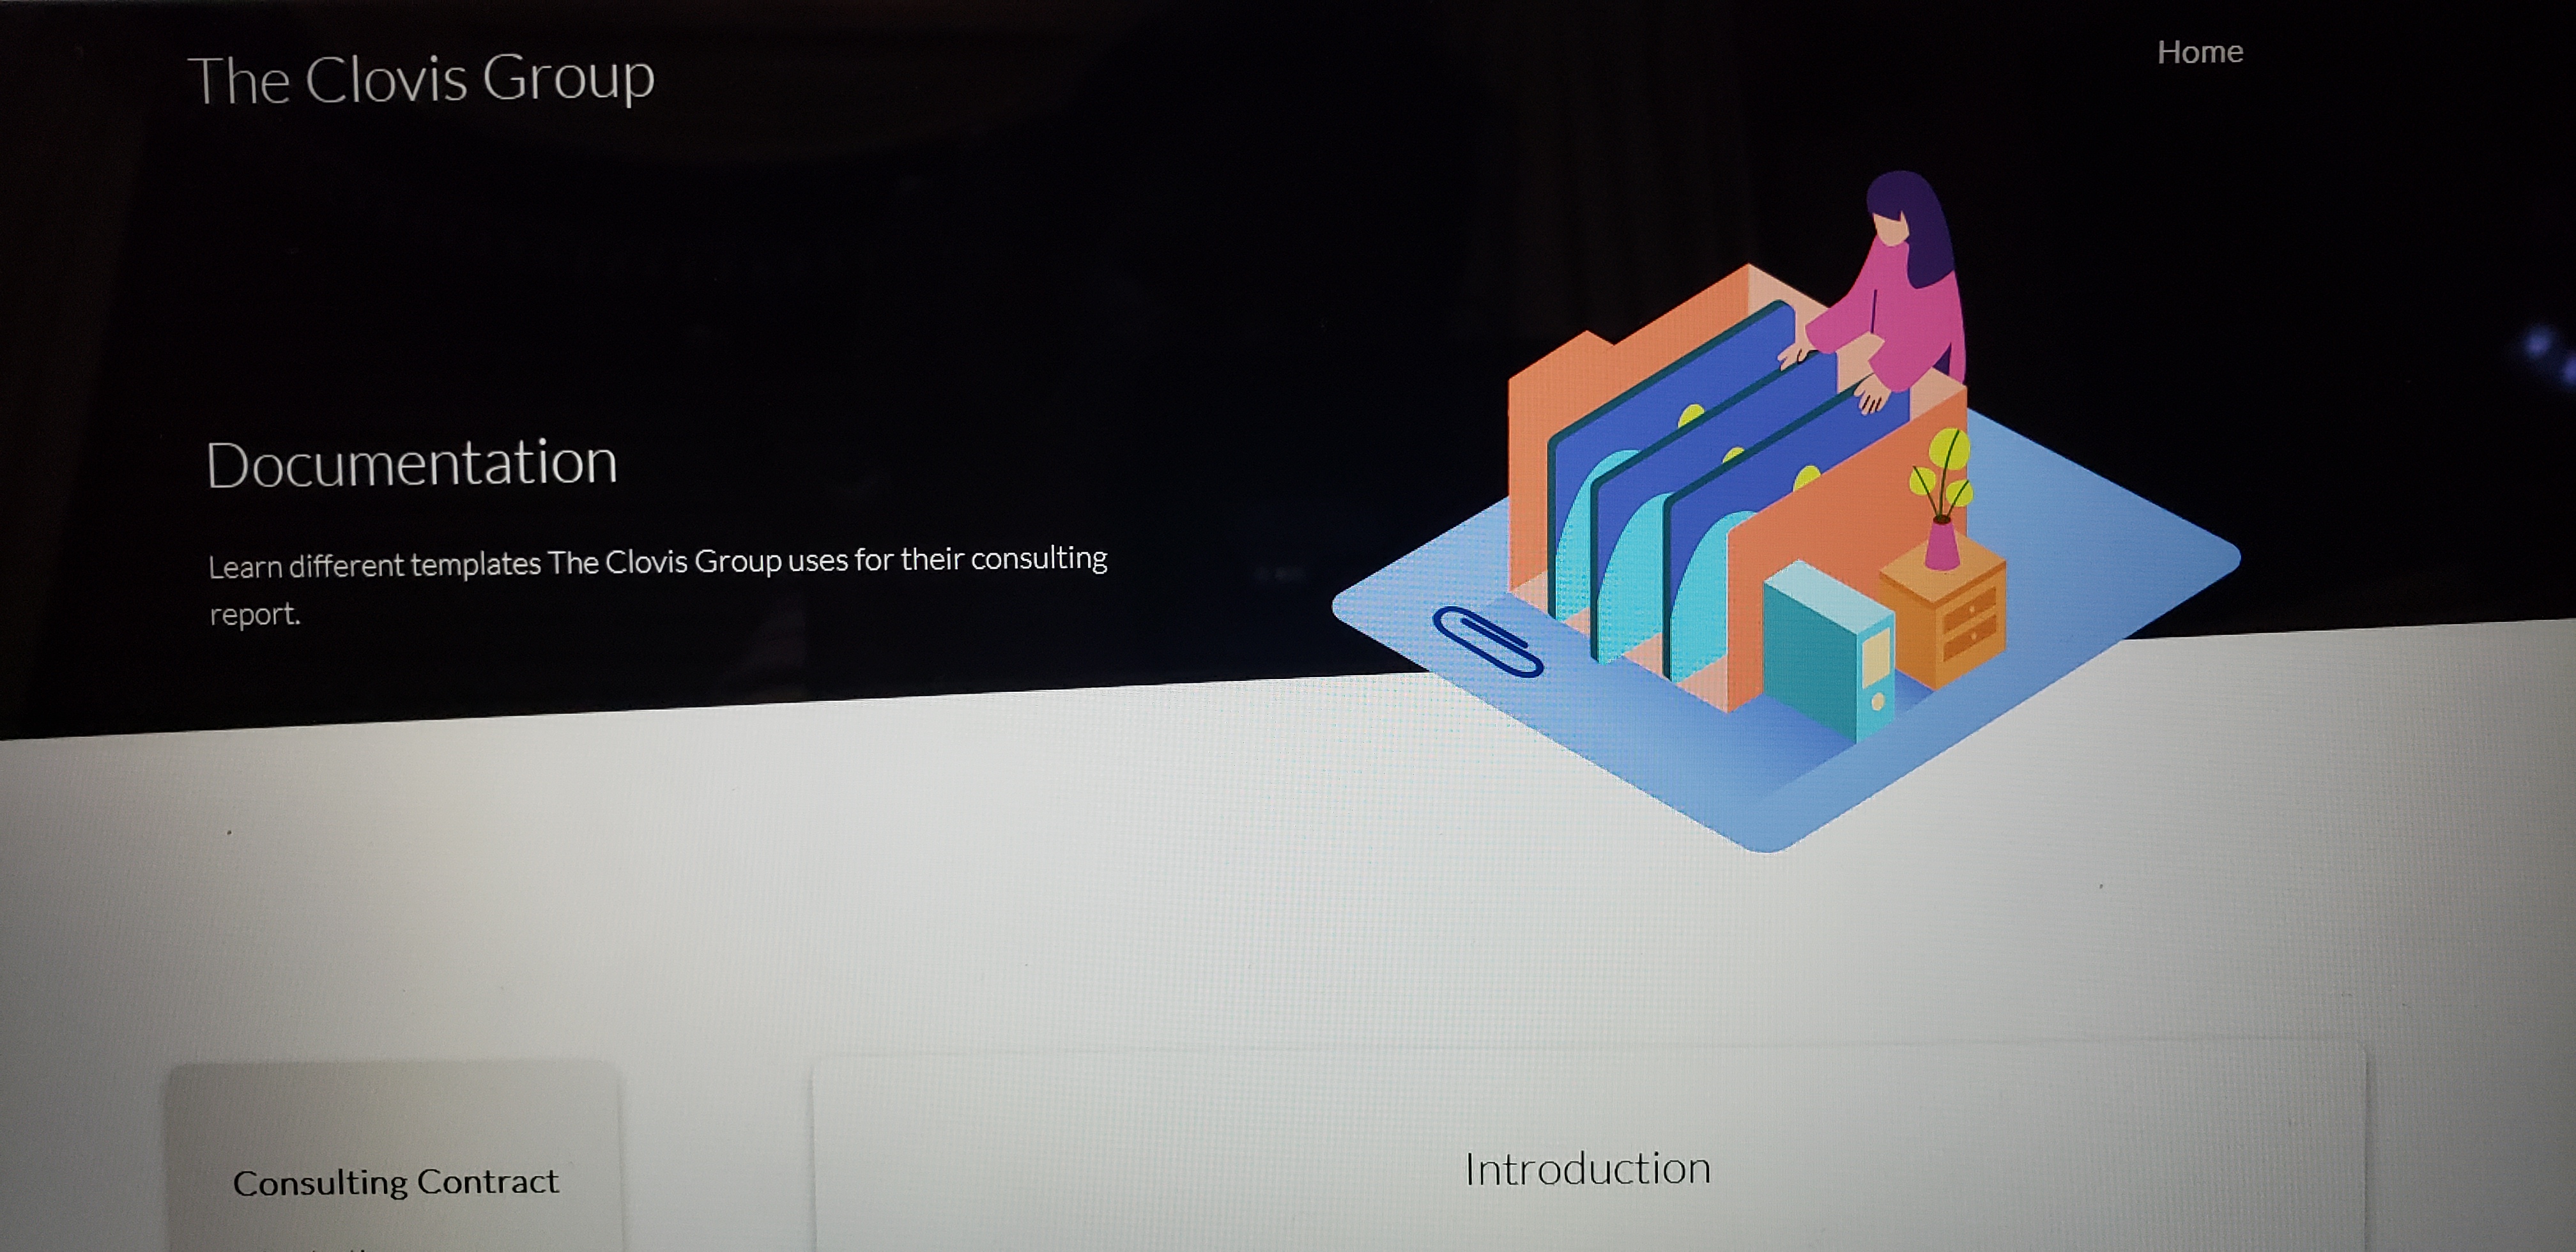 The Clovis Group
Home
Documentation
Learn different templates The Clovis Group uses for their consulting
report.
Consulting Contract
Introduction